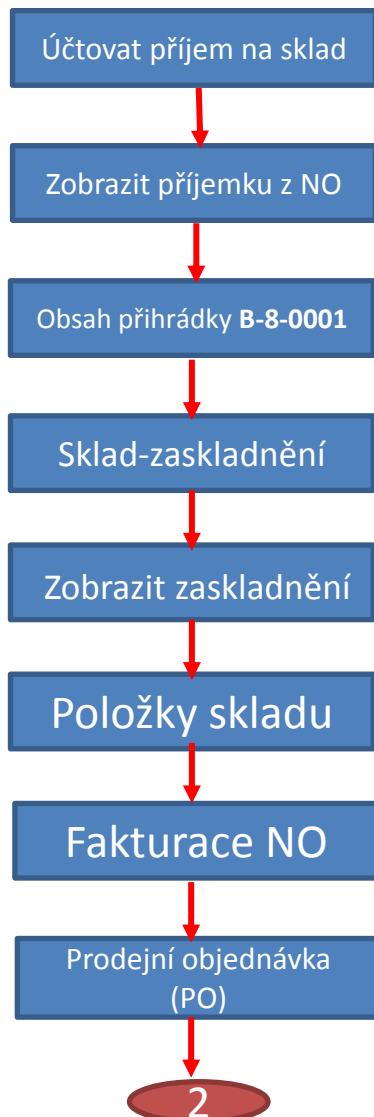 Účtovat příjem na sklad
Zobrazit příjemku z NO
Obsah přihrádky B-8-0001
Sklad-zaskladnění
Zobrazit zaskladnění
Položky skladu
Fakturace NO
Prodejní objednávka
(PO)
2